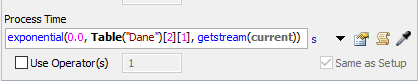 Process Time
exponential(0.0, Table("Dane")[2][1], getstream(current)) s
Use Operator(s) 1 Same as Setup